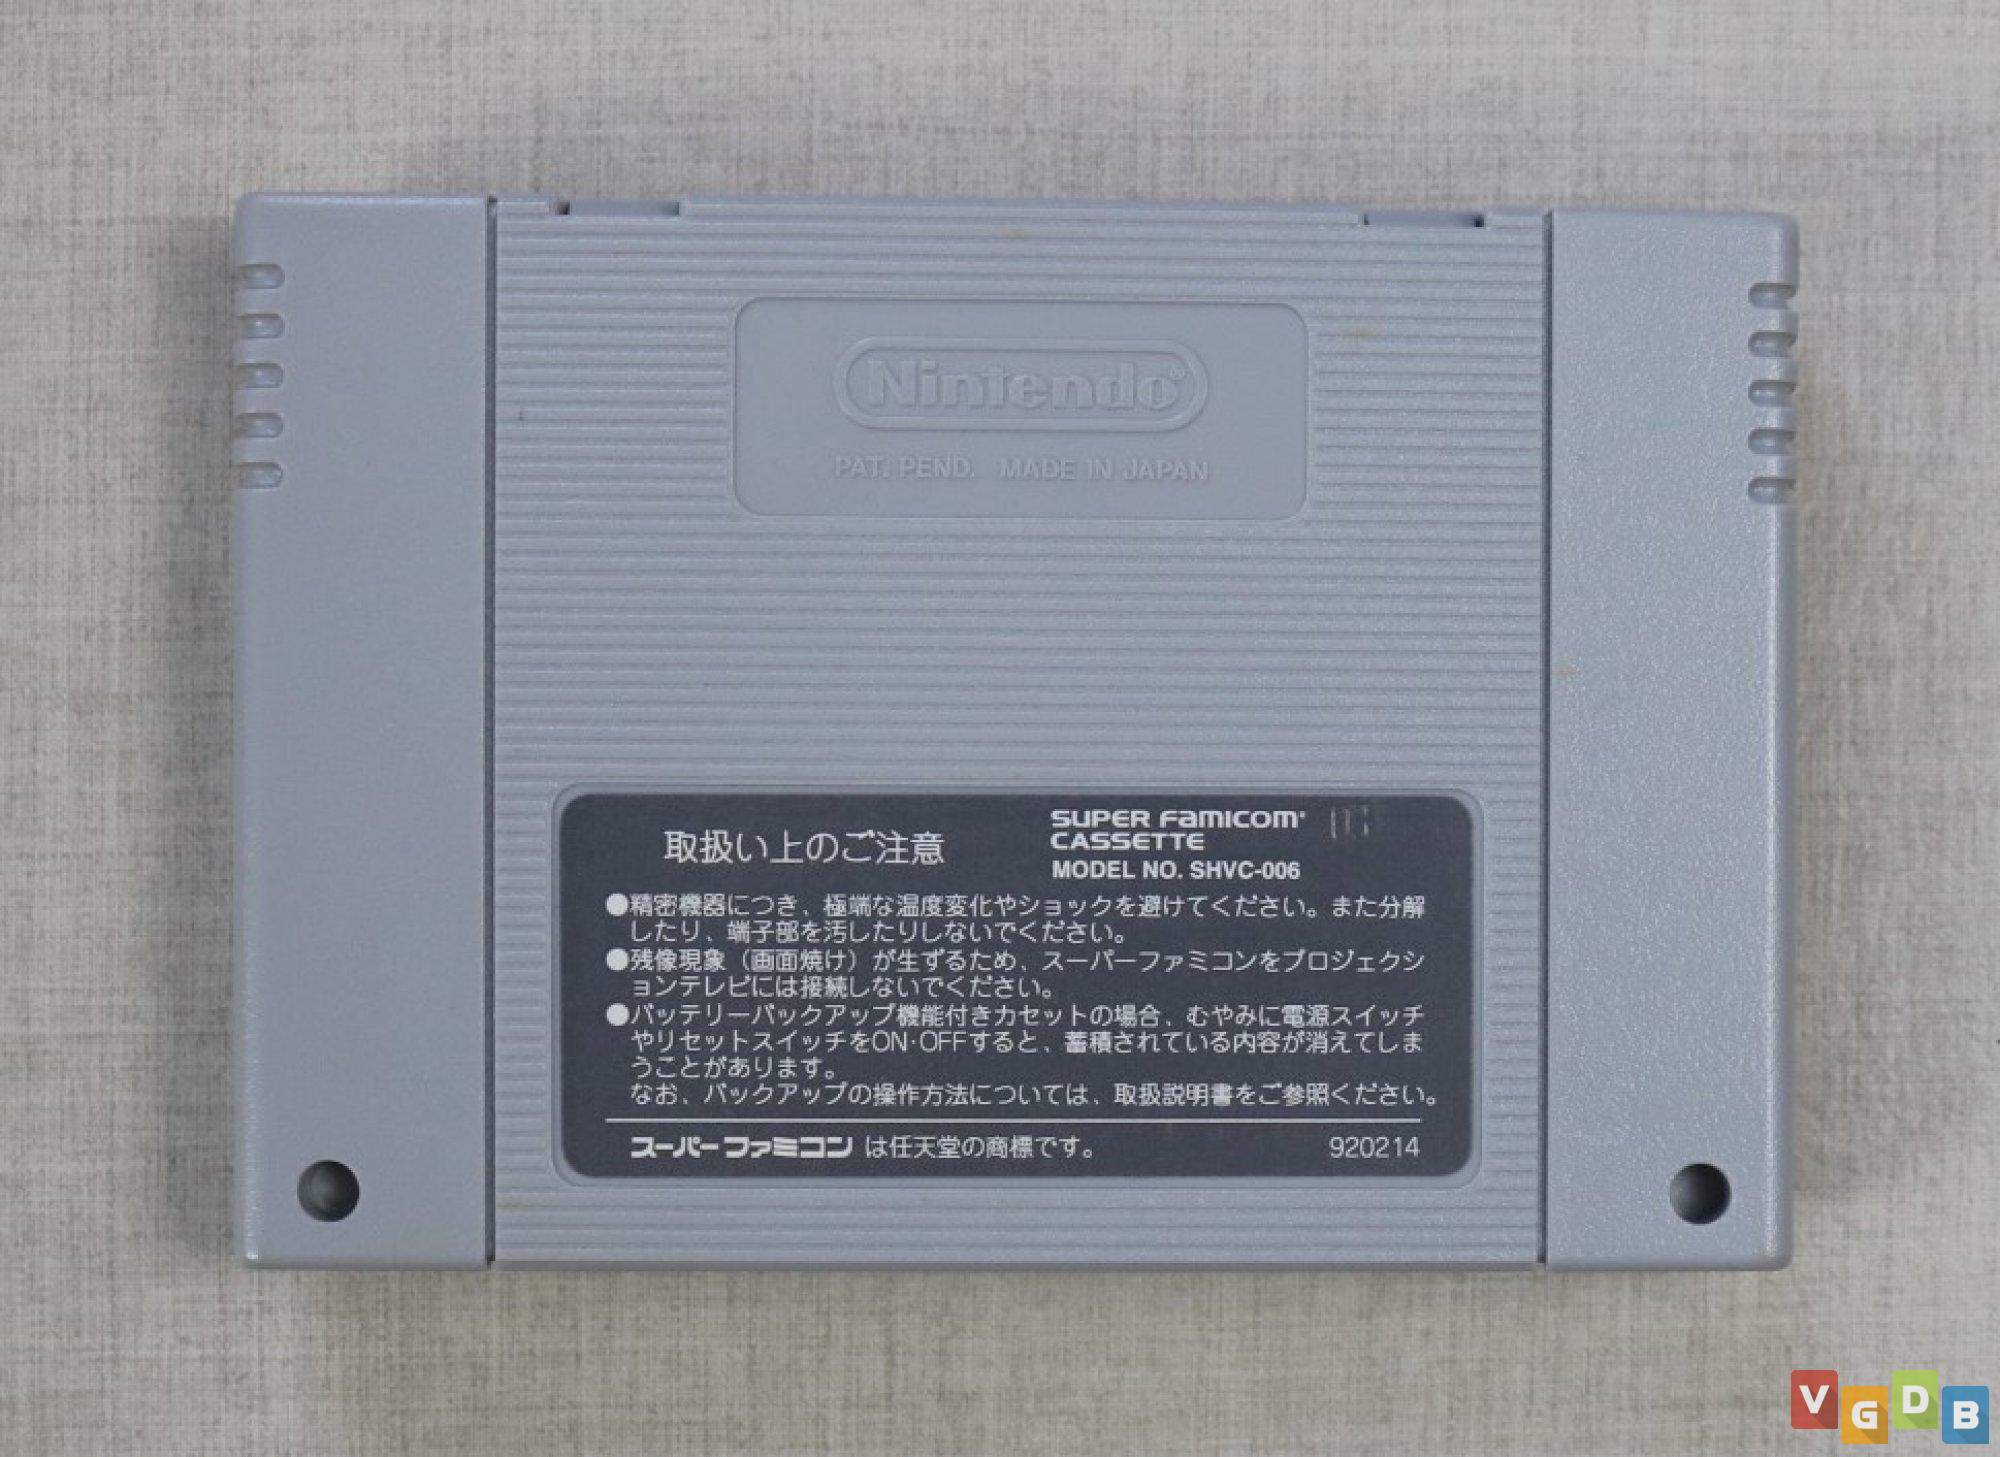 Nintendo®
PAT. PEND. MADE IN JAPAN
取扱い上のご注意
SUPER FAMICOM
CASSETTE
MODEL NO. SHVC-006
●精密機器につき、極端な温度変化やショックを避けてください。また分解
したり、端子部を汚したりしないでください。
●残像現象（画面焼け）が生ずるため、スーパーファミコンをプロジェクシ
ョンテレビには接続しないでください。
●バッテリーバックアップ機能付きカセットの場合、むやみに電源スイッチ
やリセットスイッチをON･OFFすると、蓄積されている内容が消えてしま
うことがあります。
なお、バックアップの操作方法については、取扱説明書をご参照ください。
スーパーファミコン は任天堂の商標です。 920214
VGDB